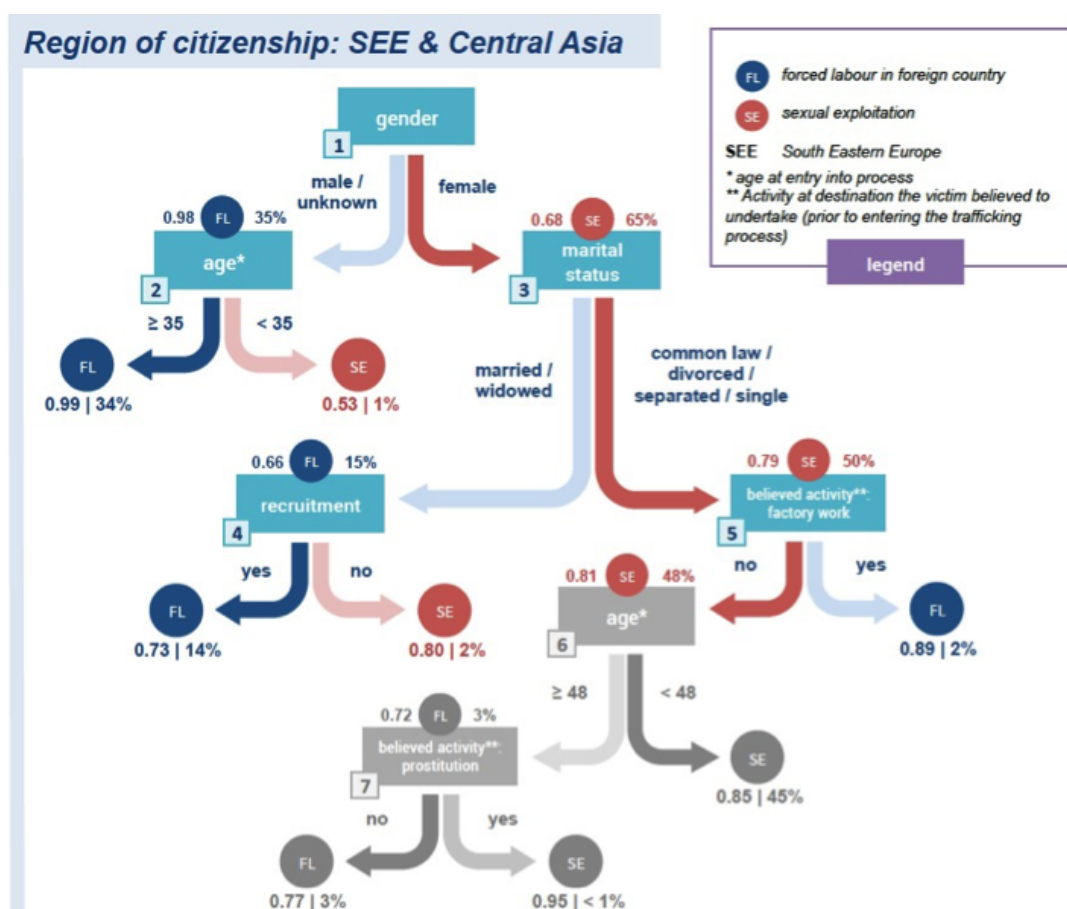 Region of citizenship: SEE & Central Asia
FL forced labour in foreign country
SE sexual exploitation
SEE South Eastern Europe
* age at entry into process
** Activity at destination the victim believed to
undertake (prior to entering the trafficking
process)
legend
gender
1
male /
unknown
female
0.98 FL 35%
age*
2
0.68 SE 65%
marital
status
3
≥ 35
< 35
FL
0.99 | 34%
SE
0.53 | 1%
married /
widowed
common law /
divorced /
separated / single
0.66 FL 15%
recruitment
4
0.79 SE 50%
believed activity**:
factory work
5
yes
no
FL
0.73 | 14%
SE
0.80 | 2%
no
yes
0.81 SE 48%
age*
6
FL
0.89 | 2%
≥ 48
< 48
0.72 FL 3%
believed activity**:
prostitution
7
SE
0.85 | 45%
no
yes
FL
0.77 | 3%
SE
0.95 | < 1%